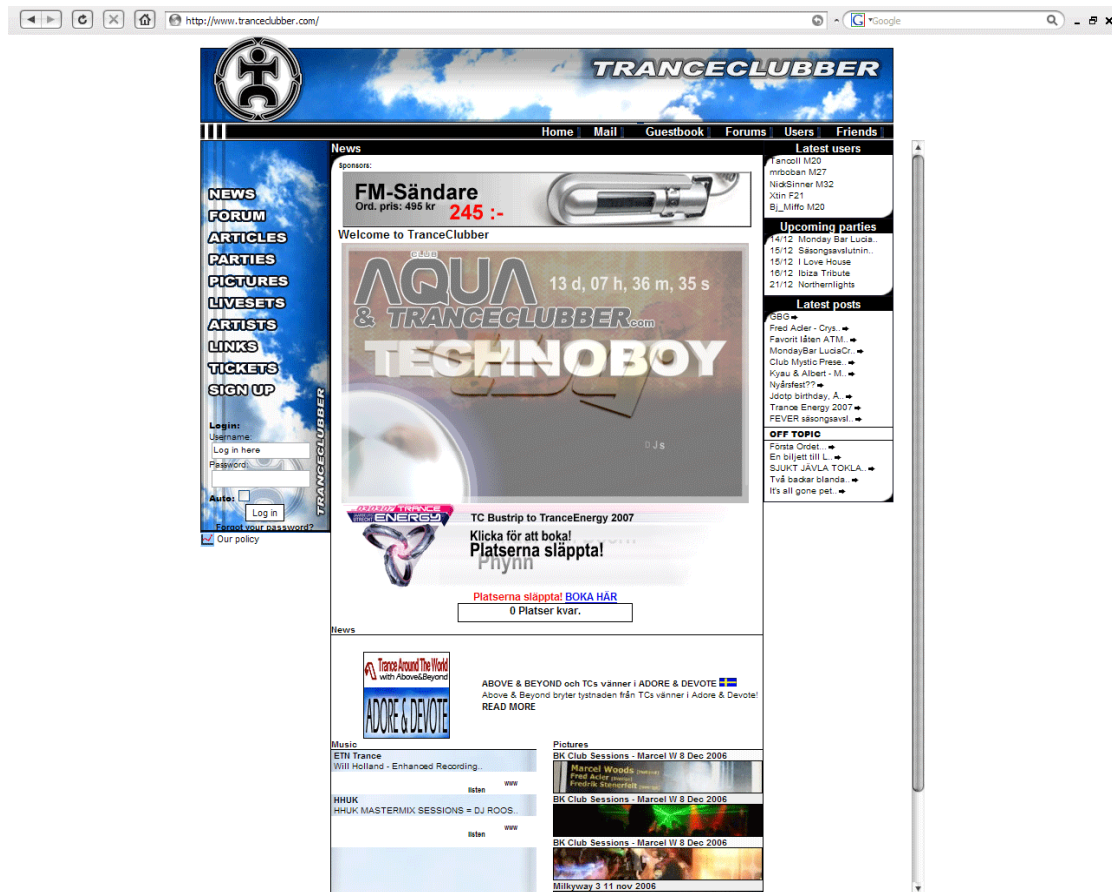 http://www.tranceclubber.com/
Google
TRANCECLUBBER
Home
Mail
Guestbook
Forums
Users
Friends
NEWS
FORUM
ARTICLES
PARTIES
PICTURES
LIVESETS
ARTISTS
LINKS
TICKETS
SIGN UP
TRANCECLUBBER
Login:
Username:
Log in here
Password:
Auto:
Log in
Forgot your password?
Our policy
News
sponsors:
FM-Sändare
Ord. pris: 495 kr 245 :-
Welcome to TranceClubber
CLUB
AQUA
13 d, 07 h, 36 m, 35 s
& TRANCECLUBBER.com
TECHNOBOY
DJs
TRANCE
ENERGY
TC Bustrip to TranceEnergy 2007
Klicka för att boka!
Platserna släppta!
Phynn
Platserna släppta! BOKA HÄR
0 Platser kvar.
News
Trance Around The World
with Above&Beyond
ADORE & DEVOTE
ABOVE & BEYOND och TCs vänner i ADORE & DEVOTE
Above & Beyond bryter tystnaden från TCs vänner i Adore & Devote!
READ MORE
Music
ETN Trance
Will Holland - Enhanced Recording..
www
listen
HHUK
HHUK MASTERMIX SESSIONS = DJ ROOS..
www
listen
Pictures
BK Club Sessions - Marcel W 8 Dec 2006
Marcel Woods
Fred Acler
Fredrik Stenerfelt
BK Club Sessions - Marcel W 8 Dec 2006
BK Club Sessions - Marcel W 8 Dec 2006
Milkyway 3 11 nov 2006
Latest users
Tancoll M20
mrboban M27
NickSinner M32
Xtin F21
Bj_Miffo M20
Upcoming parties
14/12 Monday Bar Lucia..
15/12 Säsongsavslutnin..
15/12 I Love House
16/12 Ibiza Tribute
21/12 Northernlights
Latest posts
GBG
Fred Acler - Crys..
Favorit låten ATM..
MondayBar LuciaCr..
Club Mystic Prese..
Kyau & Albert - M..
Nyårsfest??
Jdotp birthday, Å..
Trance Energy 2007
FEVER säsongsavsl..
OFF TOPIC
Första Ordet...
En biljett till L..
SJUKT JÄVLA TOKLA..
Två backar blanda..
It's all gone pet..